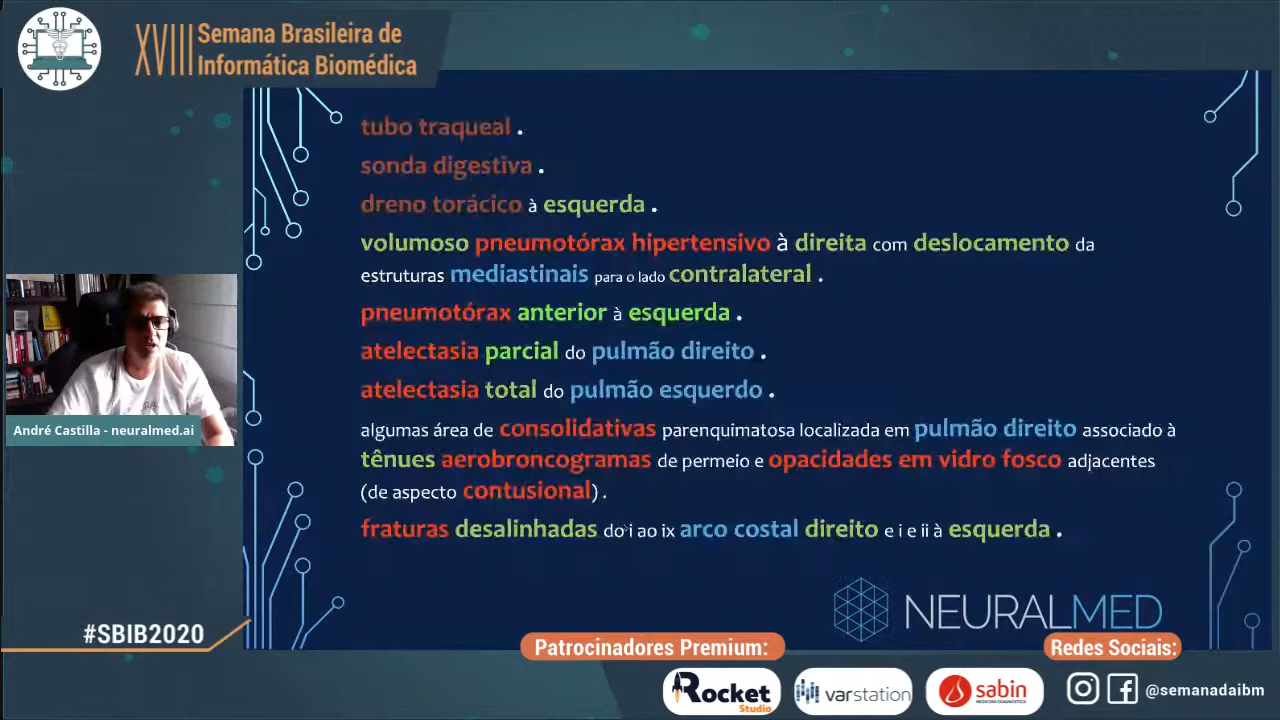 XVIII Semana Brasileira de
Informática Biomédica
tubo traqueal .
sonda digestiva .
dreno torácico à esquerda .
volumoso pneumotórax hipertensivo à direita com deslocamento da
estruturas mediastinais para o lado contralateral .
pneumotórax anterior à esquerda .
atelectasia parcial do pulmão direito .
atelectasia total do pulmão esquerdo .
algumas área de consolidativas parenquimatosa localizada em pulmão direito associado à
tênues aerobroncogramas de permeio e opacidades em vidro fosco adjacentes
(de aspecto contusional) .
fraturas desalinhadas do i ao ix arco costal direito e i e ii à esquerda .
André Castilla - neuralmed.ai
NEURALMED
#SBIB2020
Patrocinadores Premium:
Redes Sociais:
Rocket
Studio
varstation
sabin
MEDICINA DIAGNÓSTICA
@semanadaibm